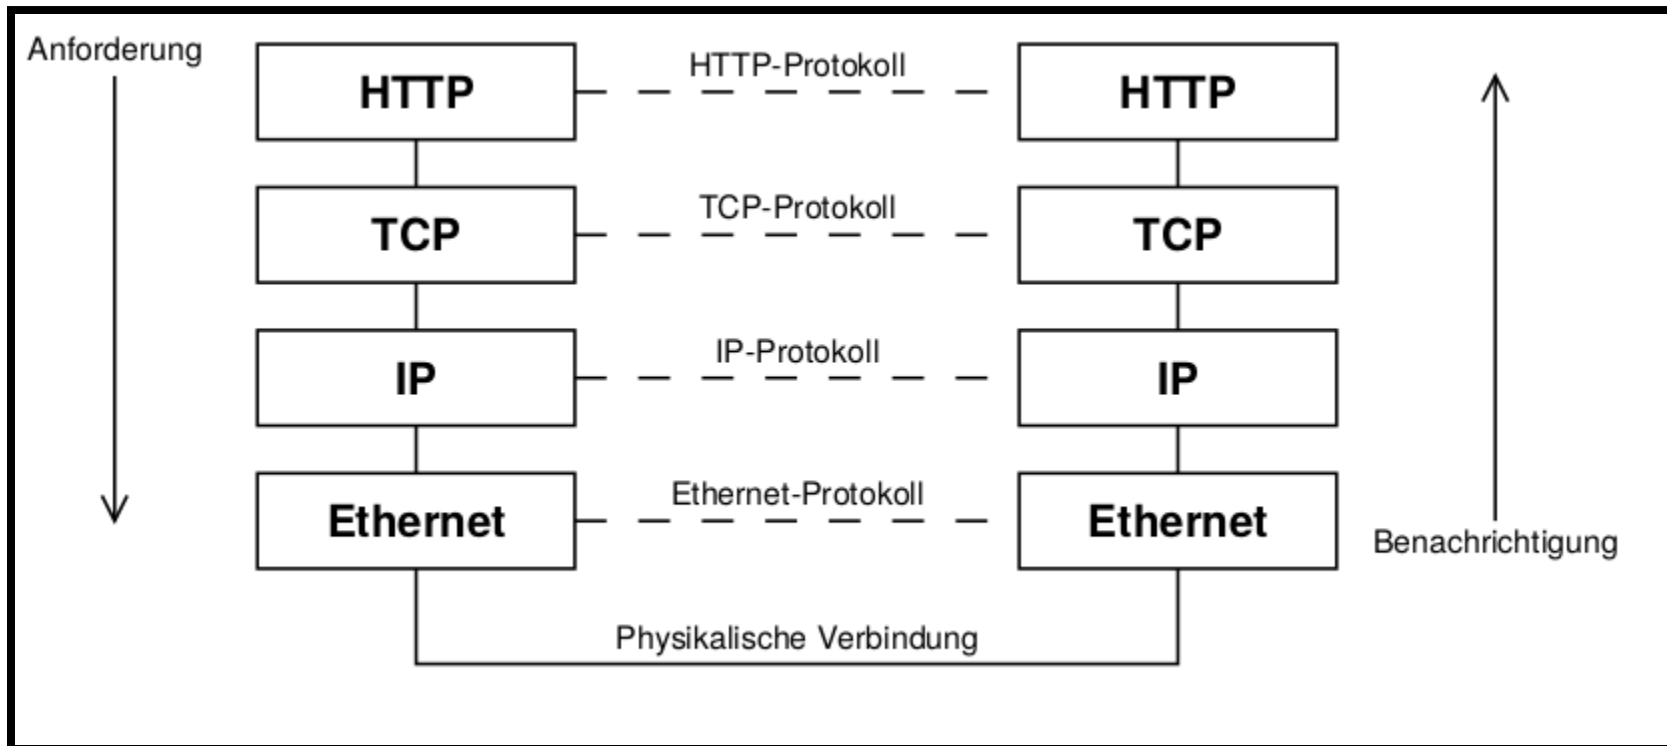 Anforderung
HTTP
HTTP-Protokoll
HTTP
TCP
TCP-Protokoll
TCP
IP
IP-Protokoll
IP
Ethernet
Ethernet-Protokoll
Ethernet
Benachrichtigung
Physikalische Verbindung